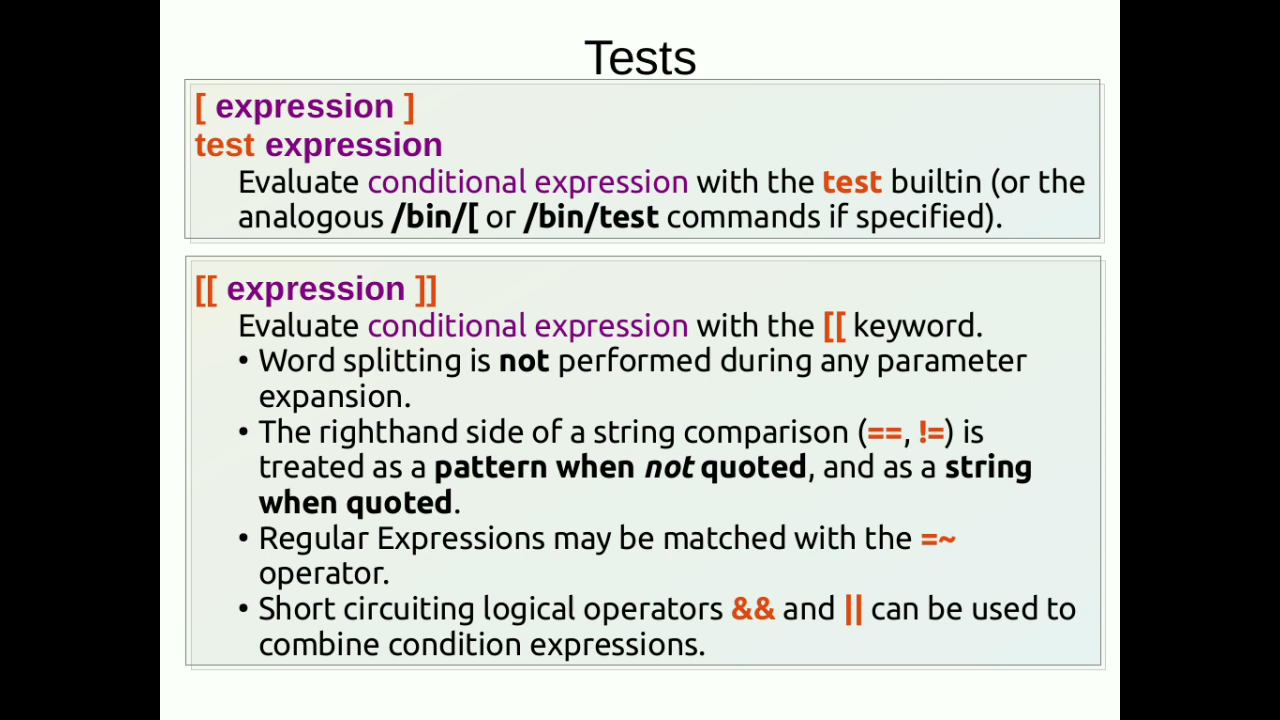 Tests
[ expression ]
test expression
Evaluate conditional expression with the test builtin (or the
analogous /bin/[ or /bin/test commands if specified).
[[ expression ]]
Evaluate conditional expression with the [[ keyword.
• Word splitting is not performed during any parameter
expansion.
• The righthand side of a string comparison (==, !=) is
treated as a pattern when not quoted, and as a string
when quoted.
• Regular Expressions may be matched with the =~
operator.
• Short circuiting logical operators && and || can be used to
combine condition expressions.